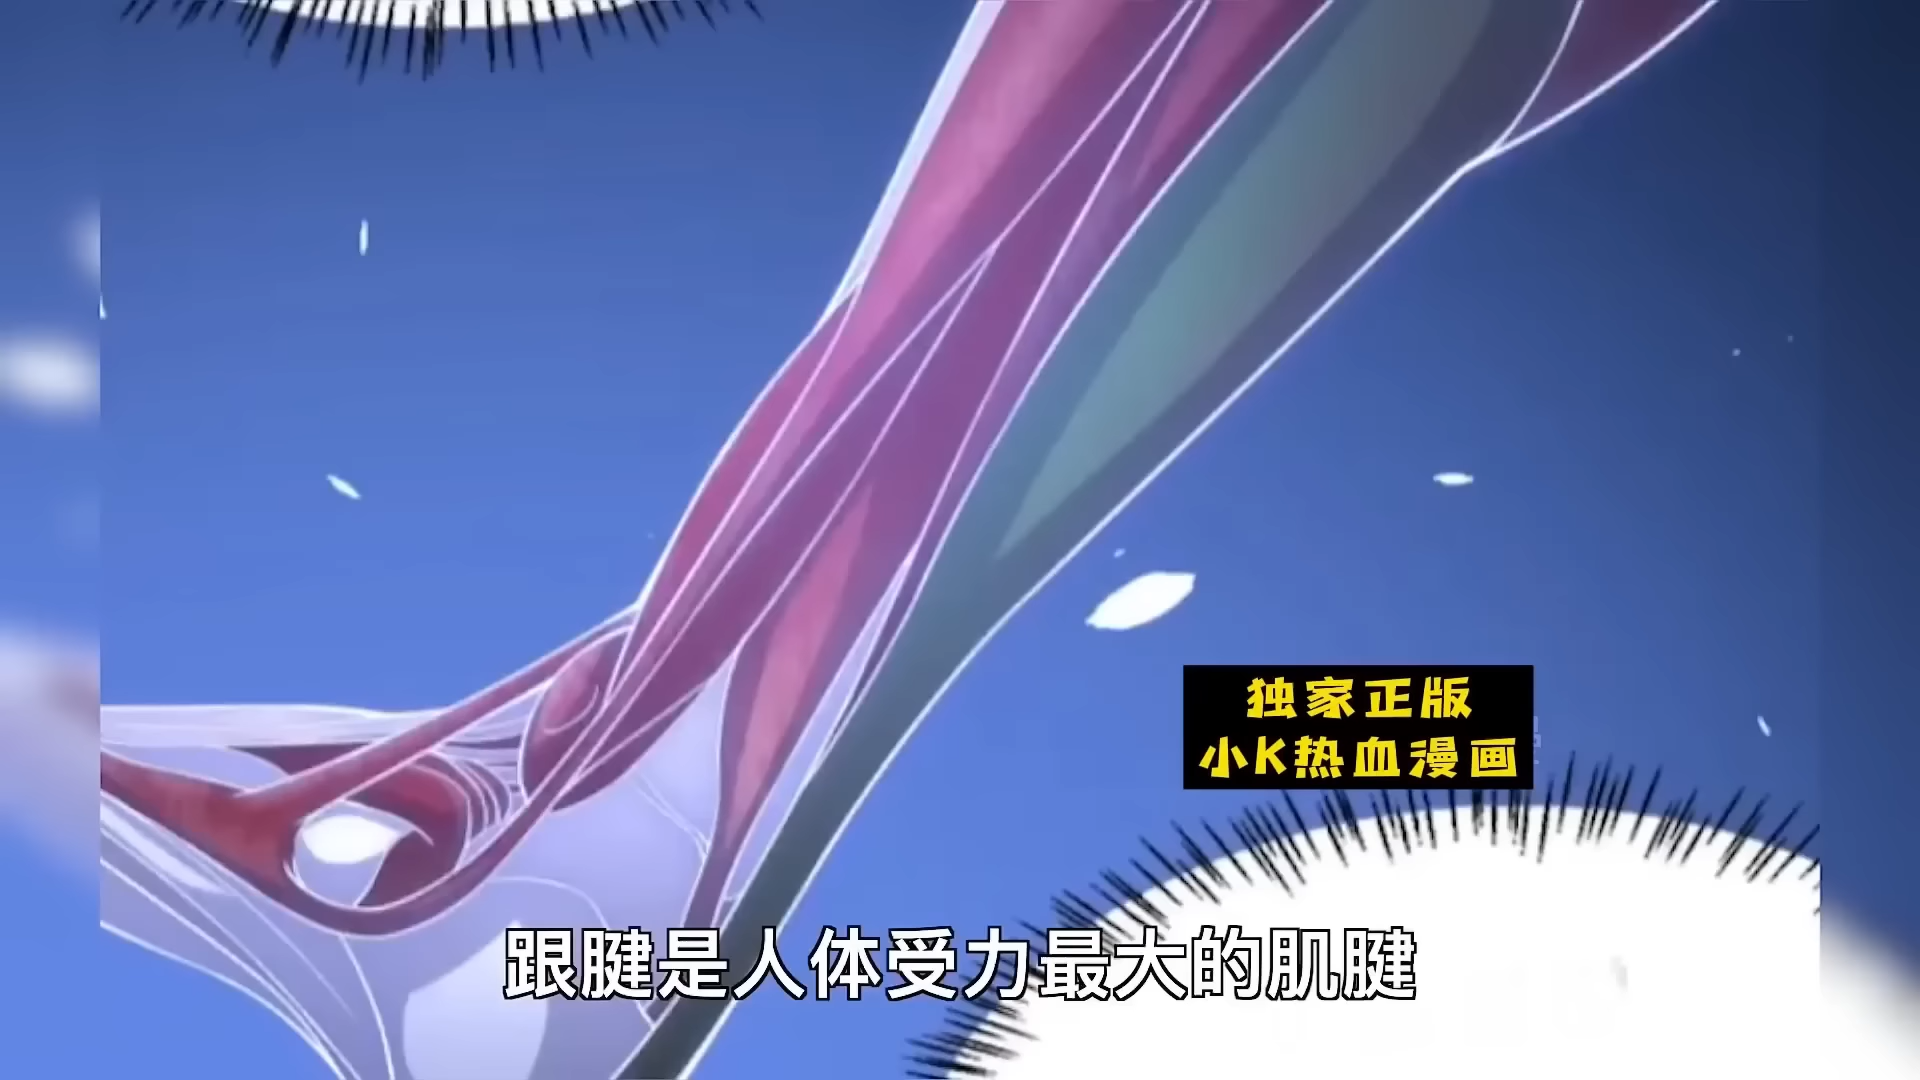 独家正版
小K热血漫画
跟腱是人体受力最大的肌腱